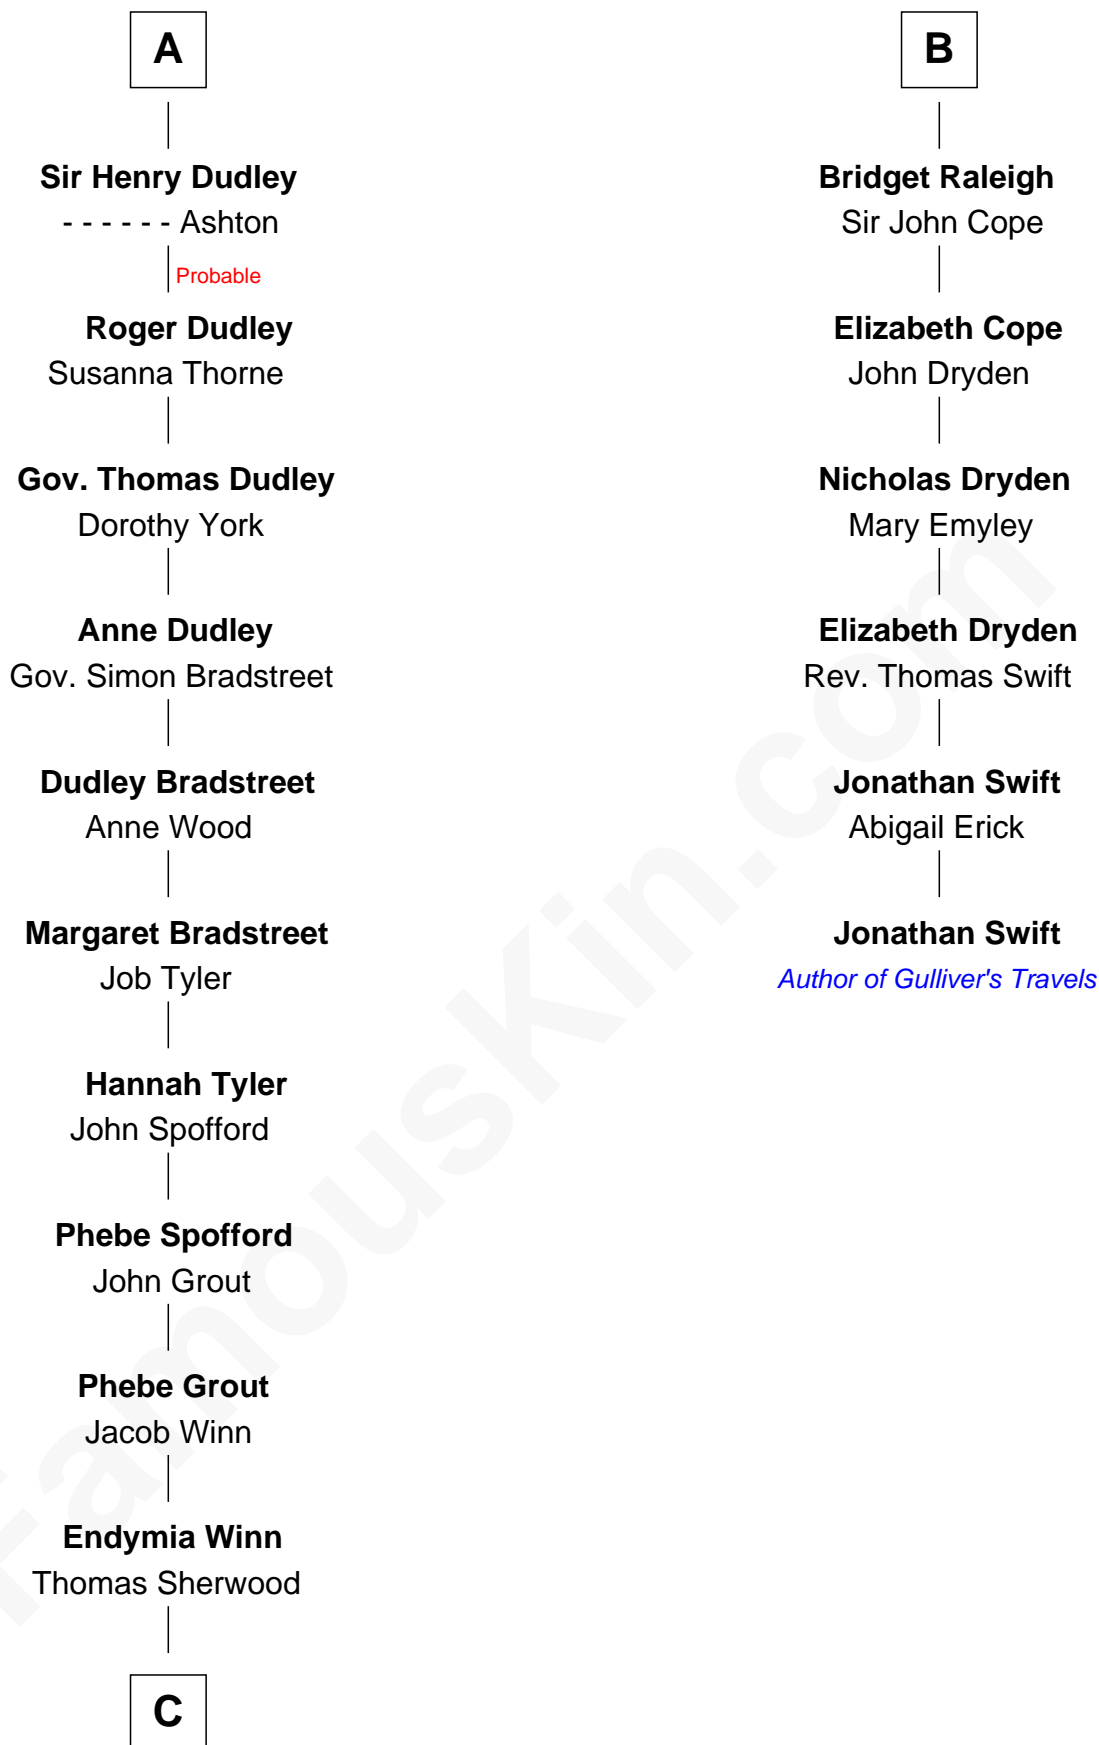 A
Sir Henry Dudley
- - - - - - Ashton
Probable
Roger Dudley
Susanna Thorne
Gov. Thomas Dudley
Dorothy York
Anne Dudley
Gov. Simon Bradstreet
Dudley Bradstreet
Anne Wood
Margaret Bradstreet
Job Tyler
Hannah Tyler
John Spofford
Phebe Spofford
John Grout
Phebe Grout
Jacob Winn
Endymia Winn
Thomas Sherwood
C
B
Bridget Raleigh
Sir John Cope
Elizabeth Cope
John Dryden
Nicholas Dryden
Mary Emyley
Elizabeth Dryden
Rev. Thomas Swift
Jonathan Swift
Abigail Erick
Jonathan Swift
Author of Gulliver's Travels
FamousKin.com